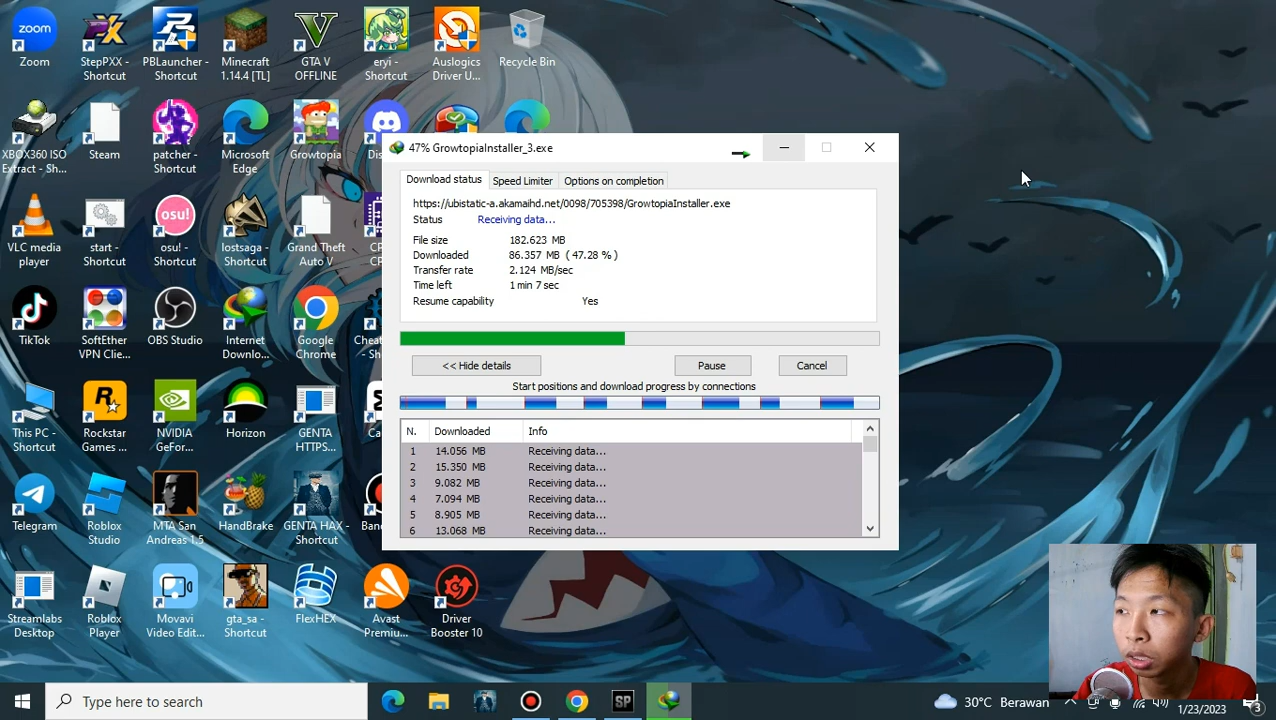 Zoom
StepPXX -
Shortcut
PBLauncher -
Shortcut
Minecraft
1.14.4 [TL]
GTA V
OFFLINE
eryi -
Shortcut
Auslogics
Driver U...
Recycle Bin
XBOX360 ISO
Extract - Sh...
Steam
patcher -
Shortcut
Microsoft
Edge
Growtopia
Dis
47% GrowtopiaInstaller_3.exe
Download status
Speed Limiter
Options on completion
https://ubistatic-a.akamaihd.net/0098/705398/GrowtopiaInstaller.exe
Status Receiving data...
File size 182.623 MB
Downloaded 86.357 MB ( 47.28 % )
Transfer rate 2.124 MB/sec
Time left 1 min 7 sec
Resume capability Yes
<< Hide details
Pause
Cancel
Start positions and download progress by connections
N. Downloaded Info
1 14.056 MB Receiving data...
2 15.350 MB Receiving data...
3 9.082 MB Receiving data...
4 7.094 MB Receiving data...
5 8.905 MB Receiving data...
6 13.068 MB Receiving data...
VLC media
player
start -
Shortcut
osu! -
Shortcut
lostsaga -
Shortcut
Grand Theft
Auto V
CP
CP
TikTok
SoftEther
VPN Clie...
OBS Studio
Internet
Downlo...
Google
Chrome
Cheat
- Sh
This PC -
Shortcut
Rockstar
Games ...
NVIDIA
GeFor...
Horizon
GENTA
HTTPS...
Ca
Telegram
Roblox
Studio
MTA San
Andreas 1.5
HandBrake
GENTA HAX -
Shortcut
Ban
Streamlabs
Desktop
Roblox
Player
Movavi
Video Edit...
gta_sa -
Shortcut
FlexHEX
Avast
Premiu...
Driver
Booster 10
Type here to search
30°C Berawan
1/23/2023
3